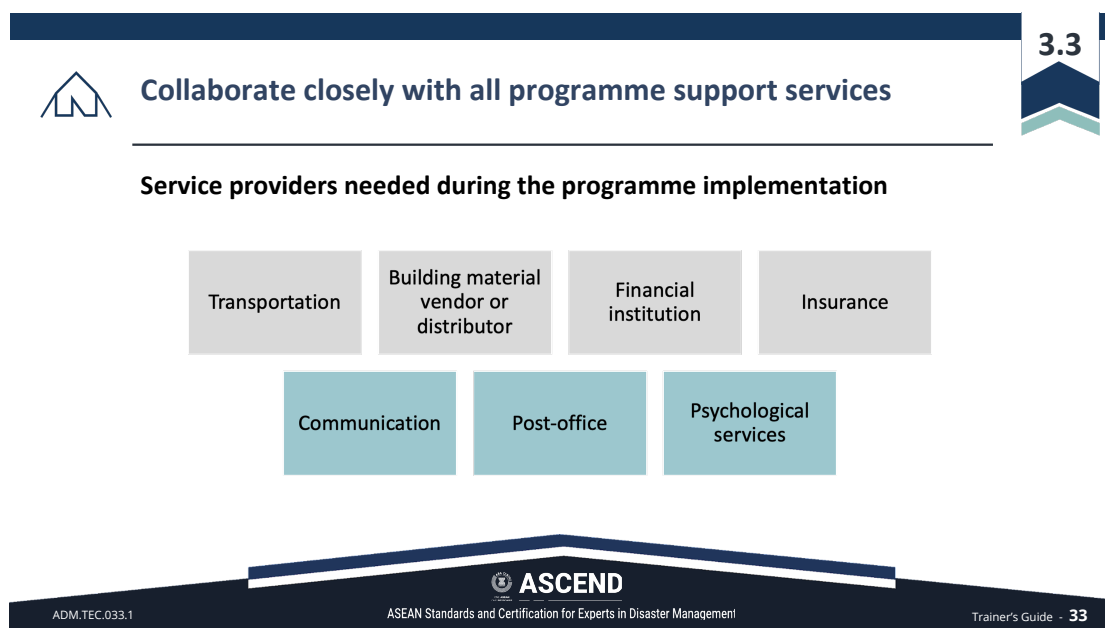 3.3
Collaborate closely with all programme support services
Service providers needed during the programme implementation
Transportation
Building material
vendor or
distributor
Financial
institution
Insurance
Communication
Post-office
Psychological
services
ASCEND
ADM.TEC.033.1
ASEAN Standards and Certification for Experts in Disaster Management
Trainer's Guide - 33